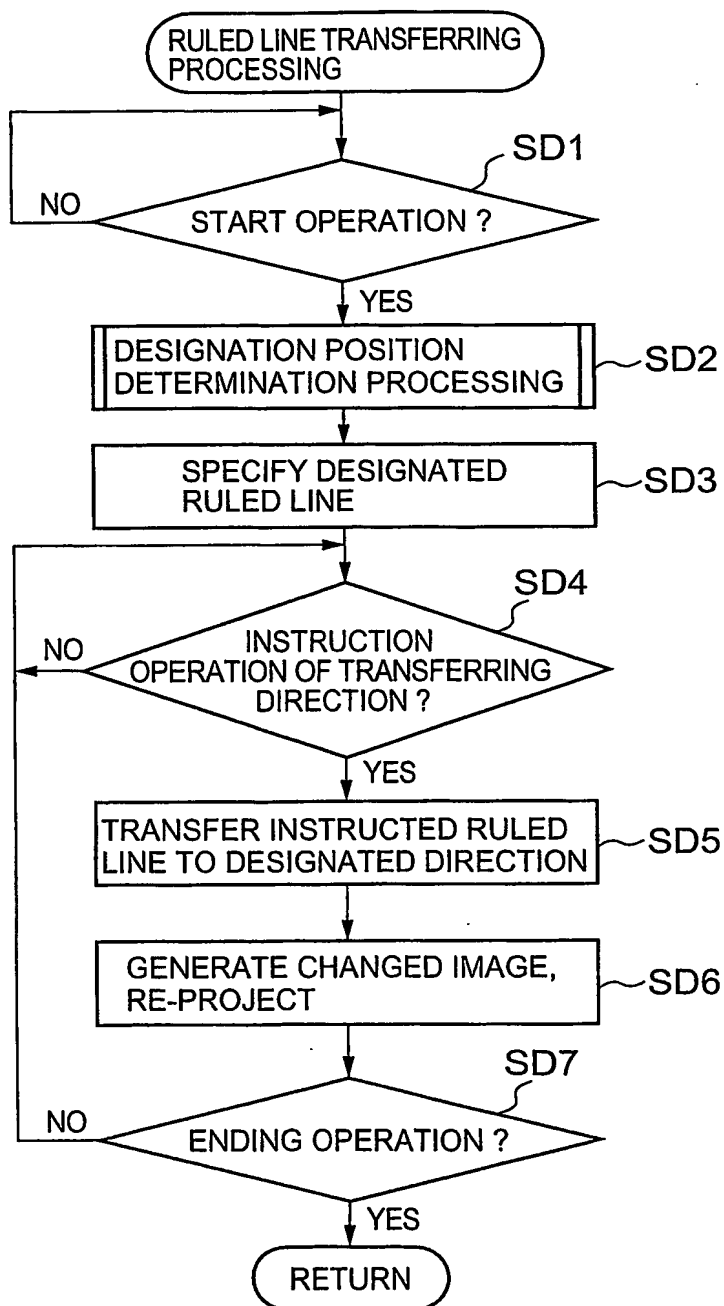 RULED LINE TRANSFERRING
PROCESSING
SD1
NO
START OPERATION ?
YES
DESIGNATION POSITION
DETERMINATION PROCESSING
SD2
SPECIFY DESIGNATED
RULED LINE
SD3
SD4
NO
INSTRUCTION
OPERATION OF TRANSFERRING
DIRECTION ?
YES
TRANSFER INSTRUCTED RULED
LINE TO DESIGNATED DIRECTION
SD5
GENERATE CHANGED IMAGE,
RE-PROJECT
SD6
SD7
NO
ENDING OPERATION ?
YES
RETURN